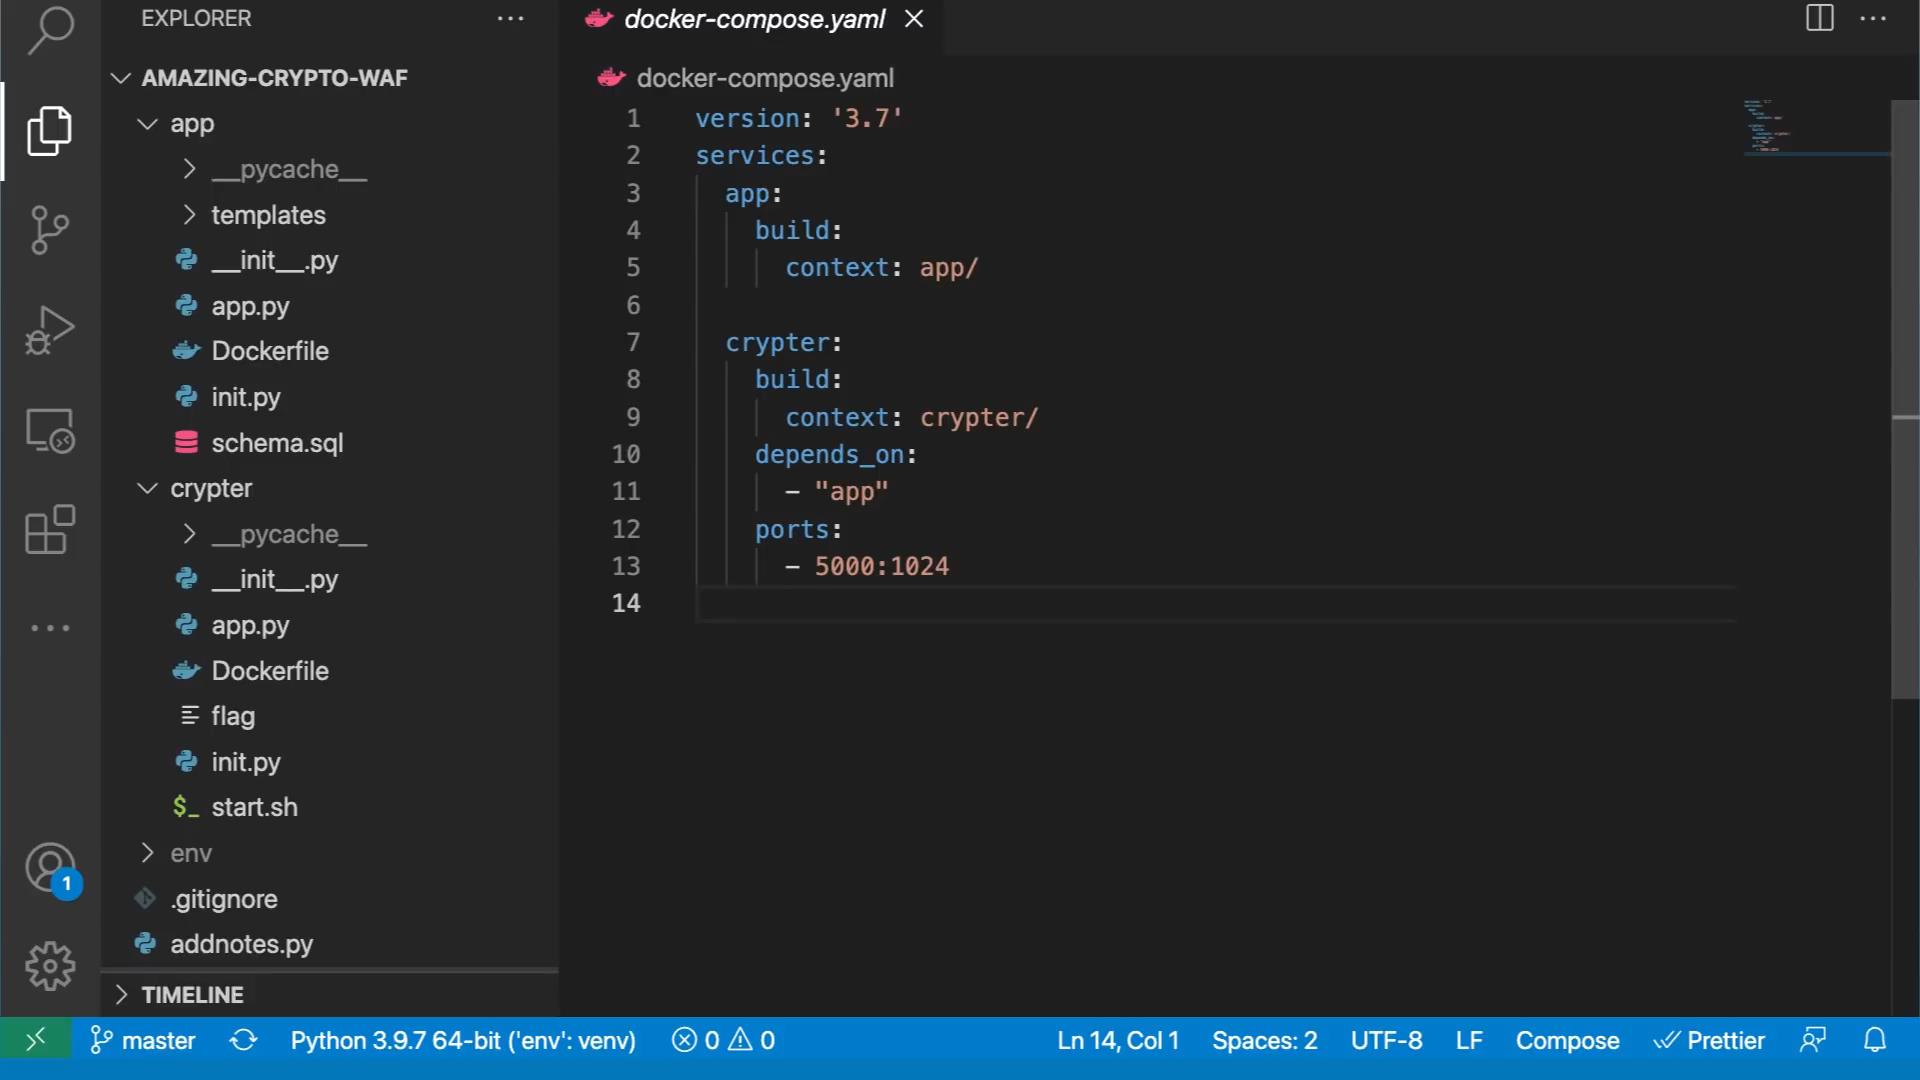 EXPLORER
AMAZING-CRYPTO-WAF
app
__pycache__
templates
__init__.py
app.py
Dockerfile
init.py
schema.sql
crypter
__pycache__
__init__.py
app.py
Dockerfile
flag
init.py
start.sh
env
.gitignore
addnotes.py
TIMELINE
1
docker-compose.yaml
docker-compose.yaml
1 version: '3.7'
2 services:
3 app:
4 build:
5 context: app/
6
7 crypter:
8 build:
9 context: crypter/
10 depends_on:
11 - "app"
12 ports:
13 - 5000:1024
14
master Python 3.9.7 64-bit ('env': venv) 0 0 Ln 14, Col 1 Spaces: 2 UTF-8 LF Compose Prettier